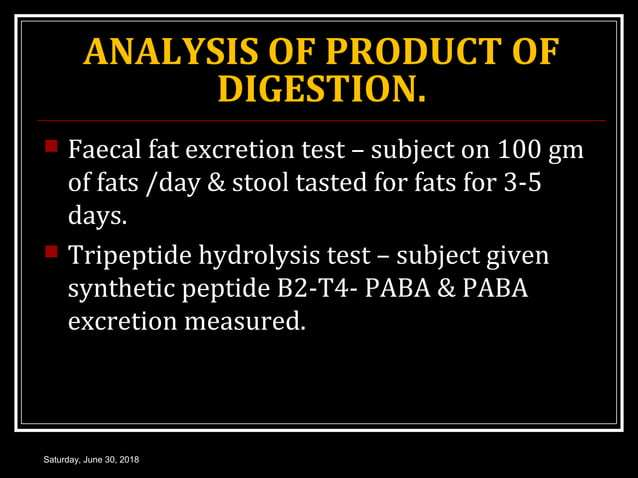 ANALYSIS OF PRODUCT OF
DIGESTION.
Faecal fat excretion test – subject on 100 gm
of fats /day & stool tasted for fats for 3-5
days.
Tripeptide hydrolysis test – subject given
synthetic peptide B2-T4- PABA & PABA
excretion measured.
Saturday, June 30, 2018